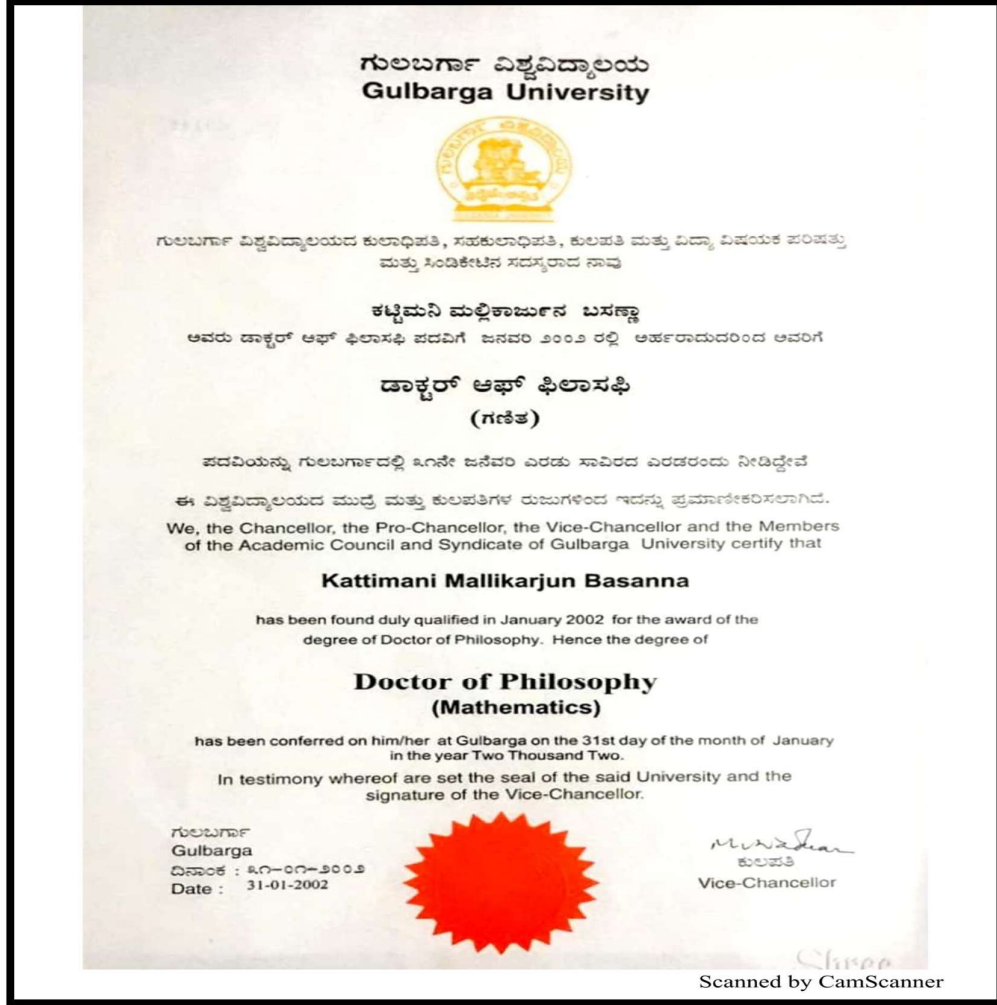 ಗುಲಬರ್ಗಾ ವಿಶ್ವವಿದ್ಯಾಲಯ
Gulbarga University
ಗುಲಬರ್ಗಾ ವಿಶ್ವವಿದ್ಯಾಲಯದ ಕುಲಾಧಿಪತಿ, ಸಹಕುಲಾಧಿಪತಿ, ಕುಲಪತಿ ಮತ್ತು ವಿದ್ಯಾ ವಿಷಯಕ ಪರಿಷತ್ತು
ಮತ್ತು ಸಿಂಡಿಕೇಟಿನ ಸದಸ್ಯರಾದ ನಾವು
ಕಟ್ಟಿಮನಿ ಮಲ್ಲಿಕಾರ್ಜುನ ಬಸಣ್ಣಾ
ಅವರು ಡಾಕ್ಟರ್ ಆಫ್ ಫಿಲಾಸಫಿ ಪದವಿಗೆ ಜನವರಿ ೨೦೦೨ ರಲ್ಲಿ ಅರ್ಹರಾದುದರಿಂದ ಅವರಿಗೆ
ಡಾಕ್ಟರ್ ಆಫ್ ಫಿಲಾಸಫಿ
(ಗಣಿತ)
ಪದವಿಯನ್ನು ಗುಲಬರ್ಗಾದಲ್ಲಿ ೩೧ನೇ ಜನೆವರಿ ಎರಡು ಸಾವಿರದ ಎರಡರಂದು ನೀಡಿದ್ದೇವೆ
ಈ ವಿಶ್ವವಿದ್ಯಾಲಯದ ಮುದ್ರೆ ಮತ್ತು ಕುಲಪತಿಗಳ ರುಜುಗಳಿಂದ ಇದನ್ನು ಪ್ರಮಾಣೀಕರಿಸಲಾಗಿದೆ.
We, the Chancellor, the Pro-Chancellor, the Vice-Chancellor and the Members
of the Academic Council and Syndicate of Gulbarga University certify that
Kattimani Mallikarjun Basanna
has been found duly qualified in January 2002 for the award of the
degree of Doctor of Philosophy. Hence the degree of
Doctor of Philosophy
(Mathematics)
has been conferred on him/her at Gulbarga on the 31st day of the month of January
in the year Two Thousand Two.
In testimony whereof are set the seal of the said University and the
signature of the Vice-Chancellor.
ಗುಲಬರ್ಗಾ
Gulbarga
ದಿನಾಂಕ : ೩೧-೦೧-೨೦೦೨
Date : 31-01-2002
ಕುಲಪತಿ
Vice-Chancellor
Shree
Scanned by CamScanner